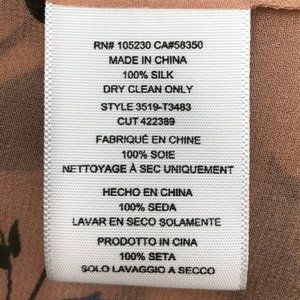 RN# 105230 CA#58350
MADE IN CHINA
100% SILK
DRY CLEAN ONLY
STYLE 3519-T3483
CUT 422389
FABRIQUÉ EN CHINE
100% SOIE
NETTOYAGE À SEC UNIQUEMENT
HECHO EN CHINA
100% SEDA
LAVAR EN SECO SOLAMENTE
PRODOTTO IN CINA
100% SETA
SOLO LAVAGGIO A SECCO